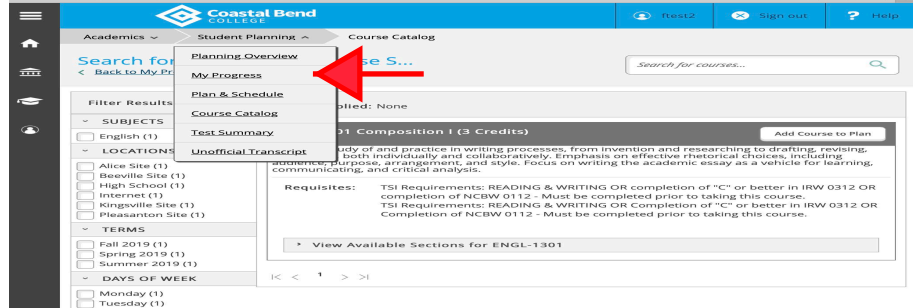 Coastal Bend
COLLEGE
ftest2
Sign out
? Help
Academics
Student Planning
Course Catalog
Search for
se S...
< Back to My Pr
Search for courses...
Planning Overview
My Progress
Plan & Schedule
Course Catalog
Test Summary
Unofficial Transcript
Filter Results
plied: None
SUBJECTS
English (1)
LOCATIONS
Alice Site (1)
Beeville Site (1)
High School (1)
Internet (1)
Kingsville Site (1)
Pleasanton Site (1)
TERMS
Fall 2019 (1)
Spring 2019 (1)
Summer 2019 (1)
DAYS OF WEEK
Monday (1)
Tuesday (1)
01 Composition I (3 Credits)
Add Course to Plan
udy of and practice in writing processes, from invention and researching to drafting, revising,
both individually and collaboratively. Emphasis on effective rhetorical choices, including
audience, purpose, arrangement, and style. Focus on writing the academic essay as a vehicle for learning,
communicating, and critical analysis.
Requisites:
TSI Requirements: READING & WRITING OR completion of "C" or better in IRW 0312 OR
completion of NCBW 0112 - Must be completed prior to taking this course.
TSI Requirements: READING & WRITING OR Completion of "C" or better in IRW 0312 OR
Completion of NCBW 0112 - Must be completed prior to taking this course.
View Available Sections for ENGL-1301
|< < 1 > >|